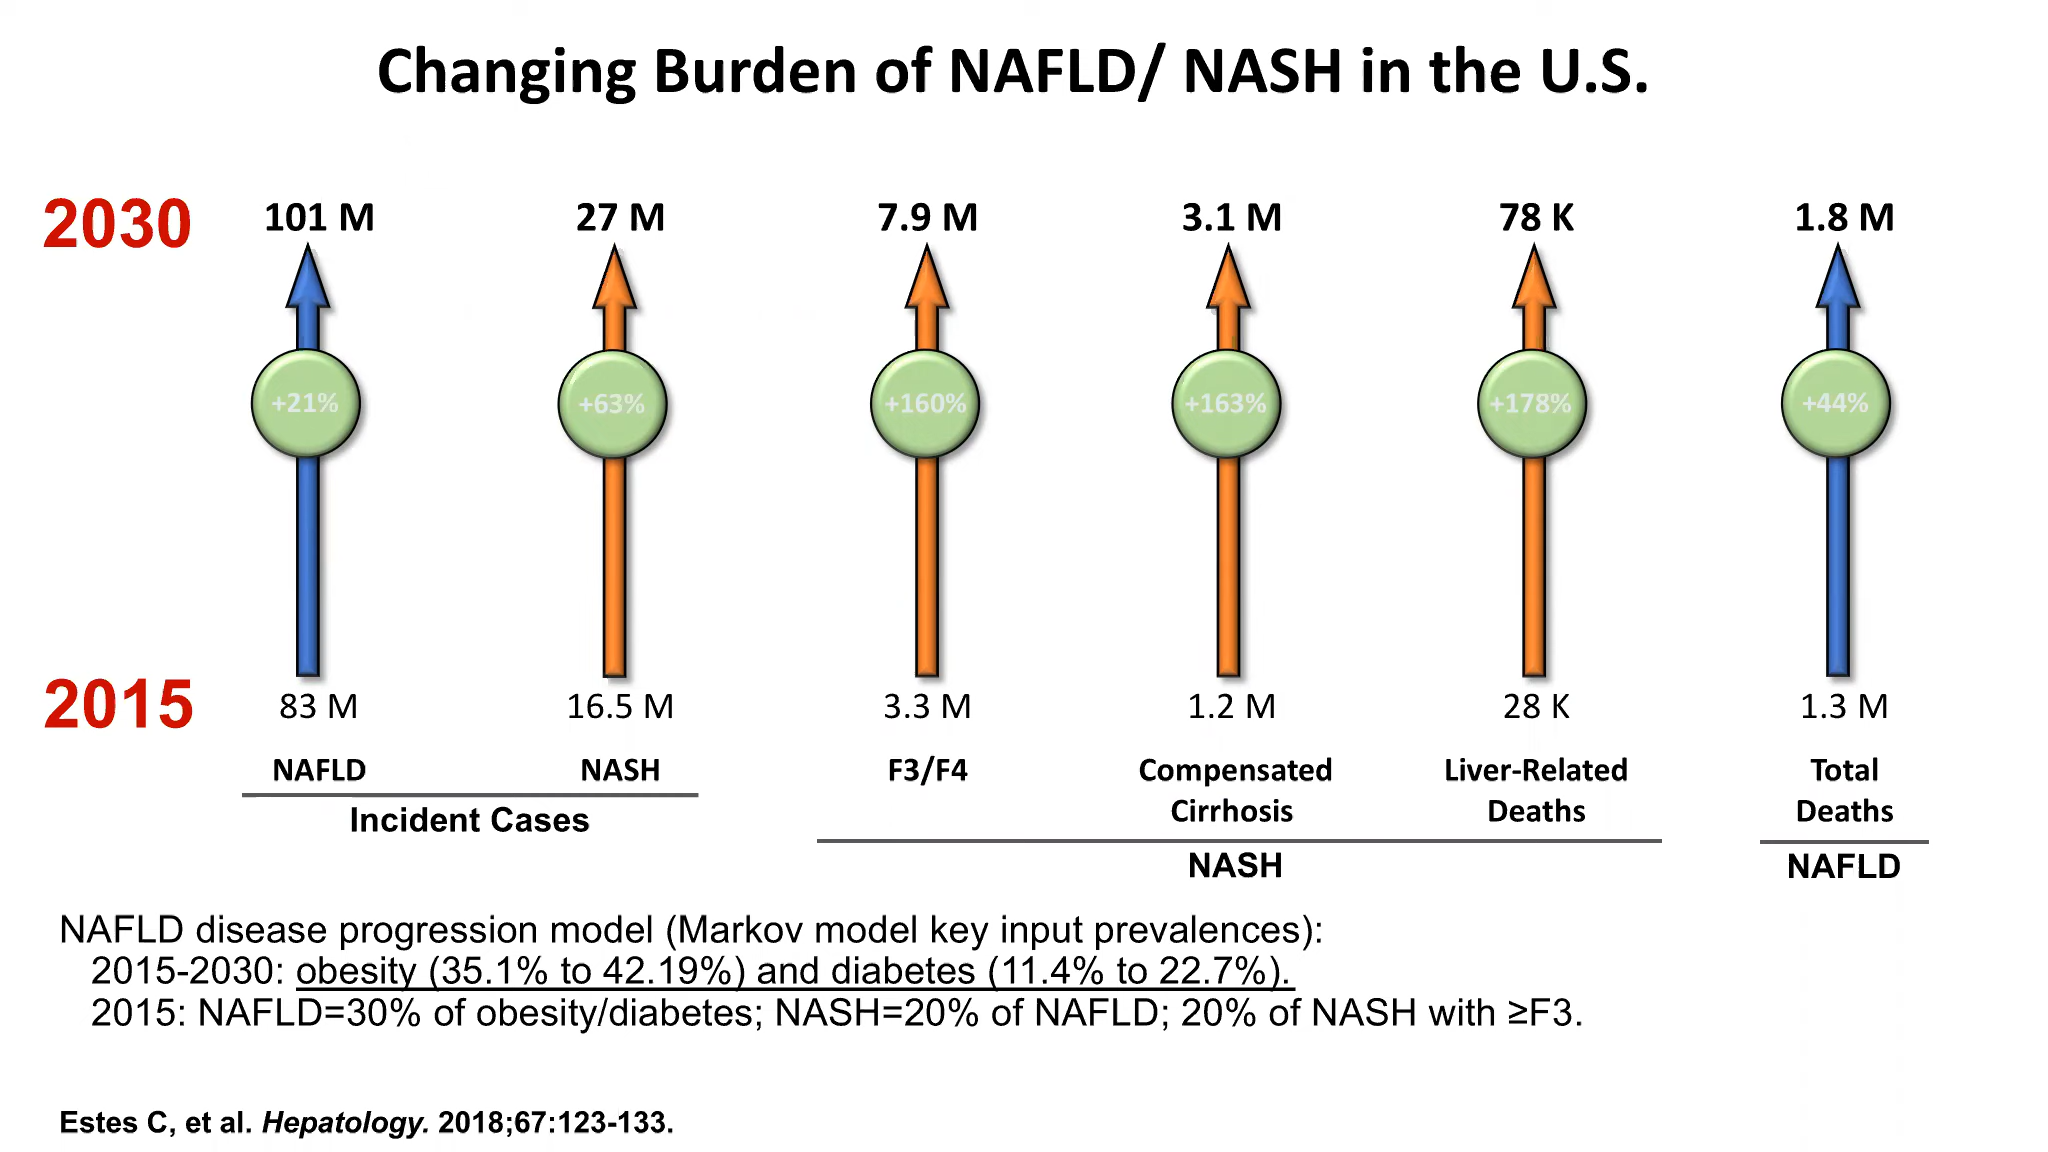 Changing Burden of NAFLD/ NASH in the U.S.
2030 101 M 27 M 7.9 M 3.1 M 78 K 1.8 M
+21% +63% +160% +163% +178% +44%
2015 83 M 16.5 M 3.3 M 1.2 M 28 K 1.3 M
NAFLD NASH F3/F4 Compensated Liver-Related Total
Cirrhosis Deaths Deaths
Incident Cases
NASH NAFLD
NAFLD disease progression model (Markov model key input prevalences):
2015-2030: obesity (35.1% to 42.19%) and diabetes (11.4% to 22.7%).
2015: NAFLD=30% of obesity/diabetes; NASH=20% of NAFLD; 20% of NASH with ≥F3.
Estes C, et al. Hepatology. 2018;67:123-133.